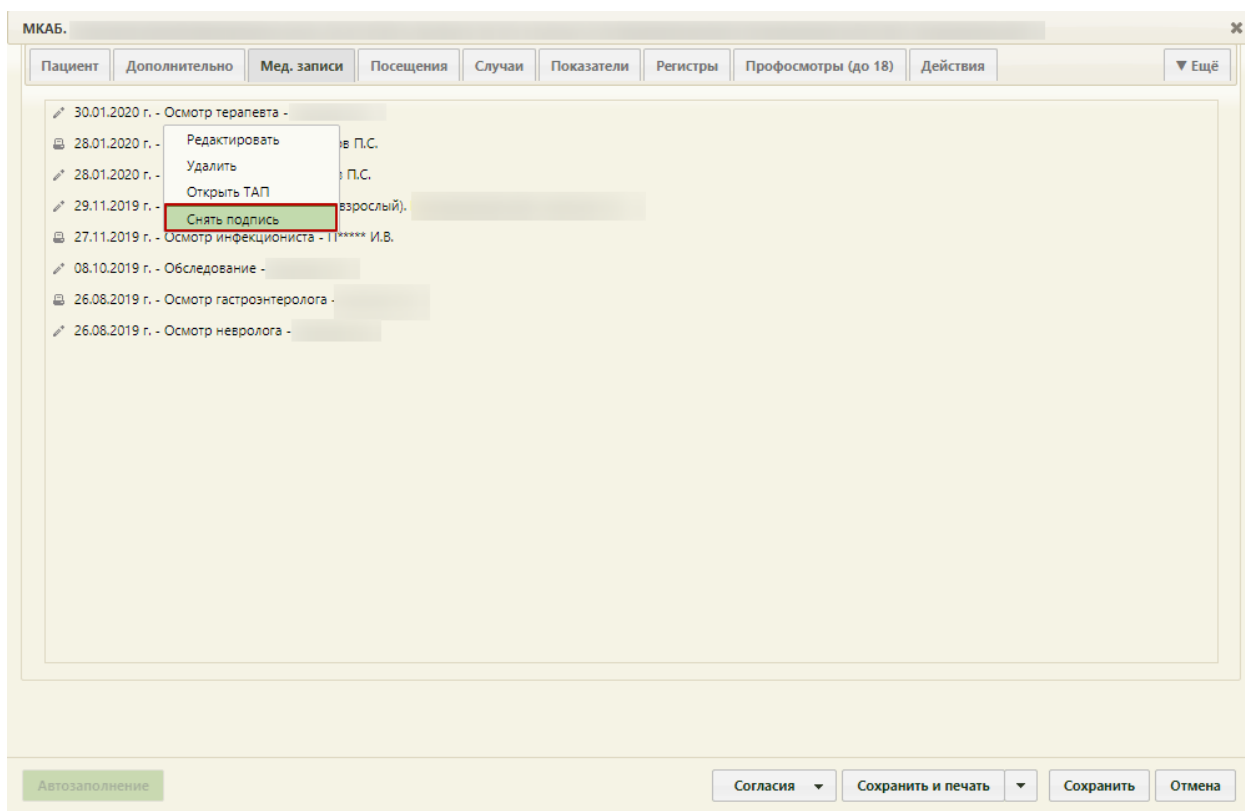 МКАБ.
Пациент Дополнительно Мед. записи Посещения Случаи Показатели Регистры Профосмотры (до 18) Действия ▼ Ещё
30.01.2020 г. - Осмотр терапевта -
Редактировать
28.01.2020 г. - П.С.
Удалить
28.01.2020 г. - П.С.
Открыть ТАП
29.11.2019 г. - взрослый).
Снять подпись
27.11.2019 г. - Осмотр инфекциониста - П***** И.В.
08.10.2019 г. - Обследование -
26.08.2019 г. - Осмотр гастроэнтеролога -
26.08.2019 г. - Осмотр невролога -
Автозаполнение Согласия Сохранить и печать Сохранить Отмена